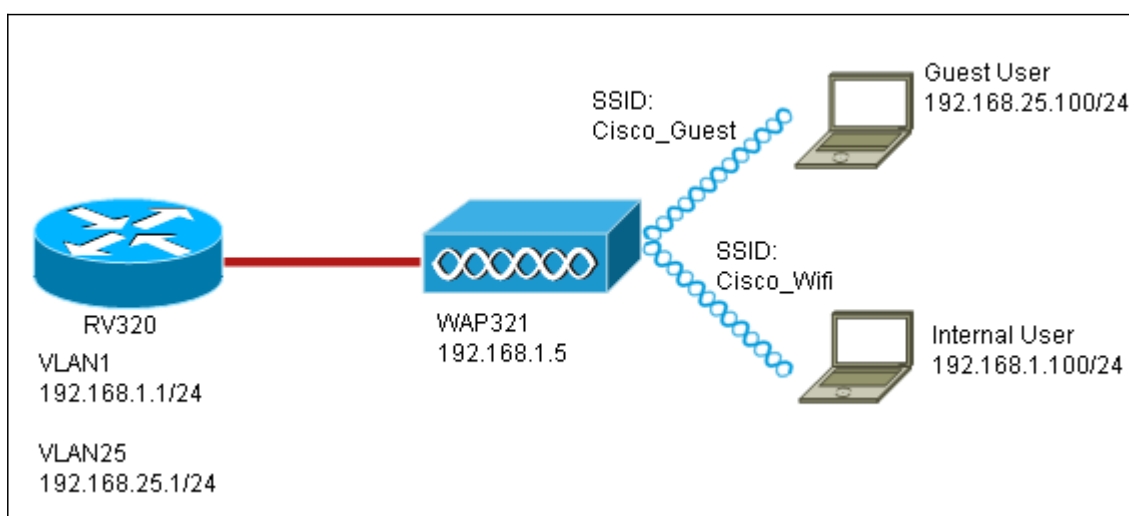 Guest User
192.168.25.100/24
SSID:
Cisco_Guest
SSID:
Cisco_Wifi
RV320
VLAN1
192.168.1.1/24
VLAN25
192.168.25.1/24
WAP321
192.168.1.5
Internal User
192.168.1.100/24